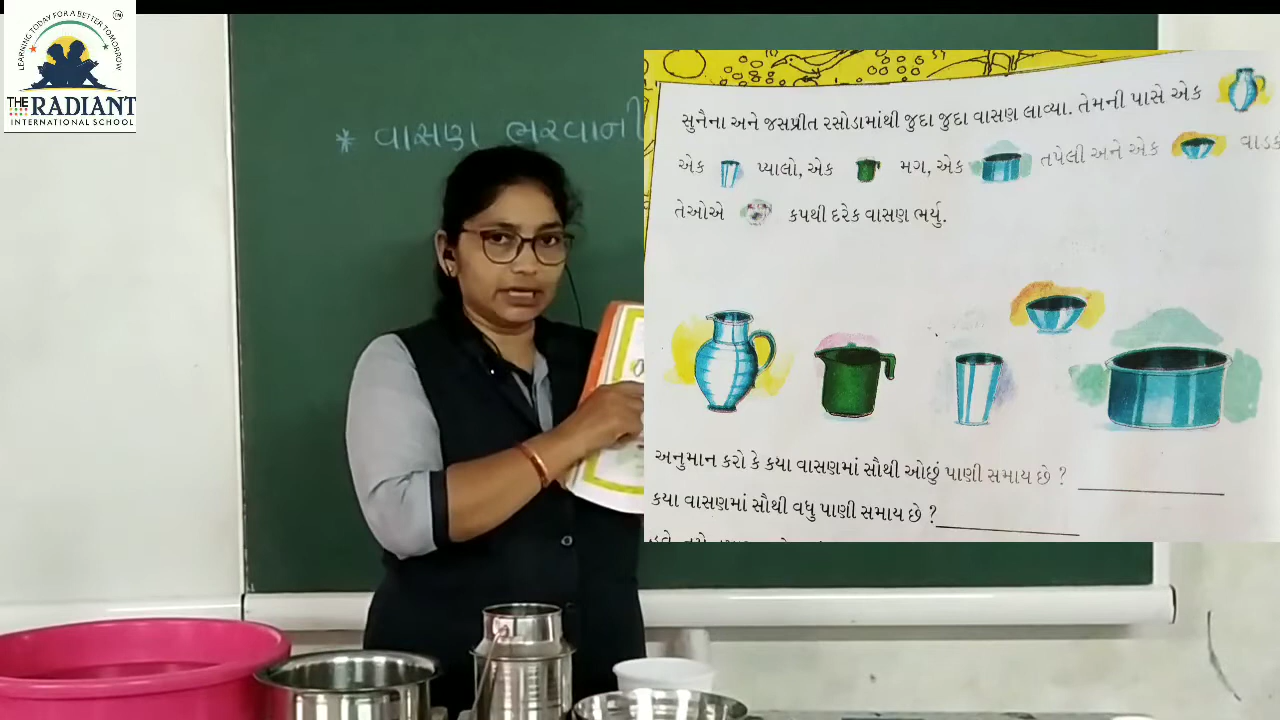 LEARNING TODAY FOR A BETTER TOMORROW
THE RADIANT
INTERNATIONAL SCHOOL
* વાસણ ભરવાની
સુનૈના અને જસપ્રીત રસોડામાંથી જુદા જુદા વાસણ લાવ્યા. તેમની પાસે એક
એક પ્યાલો, એક મગ, એક તપેલી અને એક વાડક
તેઓએ કપથી દરેક વાસણ ભર્યુ.
અનુમાન કરો કે કયા વાસણમાં સૌથી ઓછું પાણી સમાય છે ?
કયા વાસણમાં સૌથી વધુ પાણી સમાય છે ?